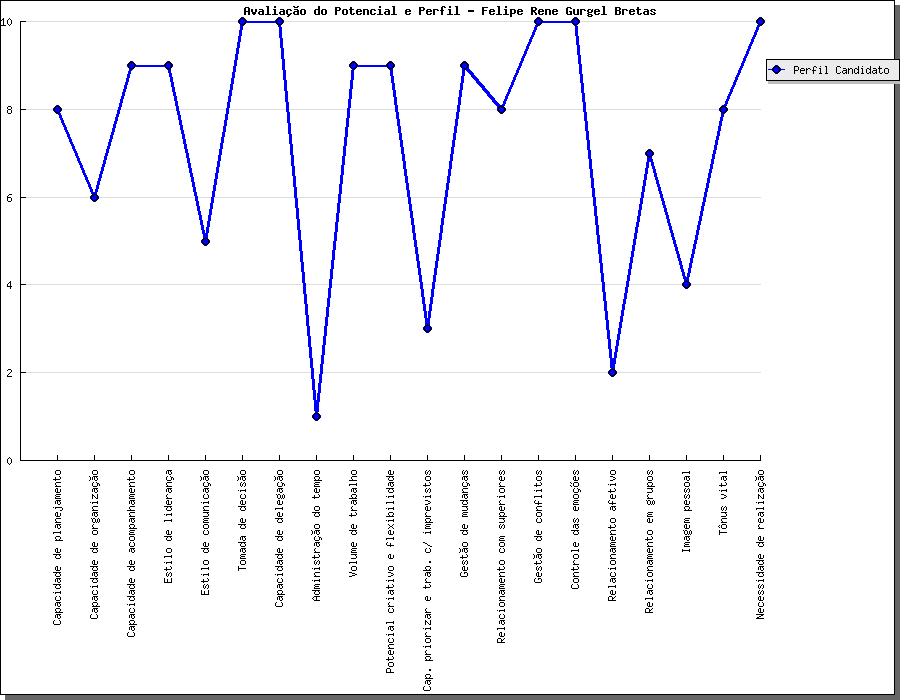 Avaliação do Potencial e Perfil - Felipe Rene Gurgel Bretas
10
8
6
4
2
0
Perfil Candidato
Capacidade de planejamento
Capacidade de organização
Capacidade de acompanhamento
Estilo de liderança
Estilo de comunicação
Tomada de decisão
Capacidade de delegação
Administração do tempo
Volume de trabalho
Potencial criativo e flexibilidade
Cap. priorizar e trab. c/ imprevistos
Gestão de mudanças
Relacionamento com superiores
Gestão de conflitos
Controle das emoções
Relacionamento afetivo
Relacionamento em grupos
Imagem pessoal
Tônus vital
Necessidade de realização